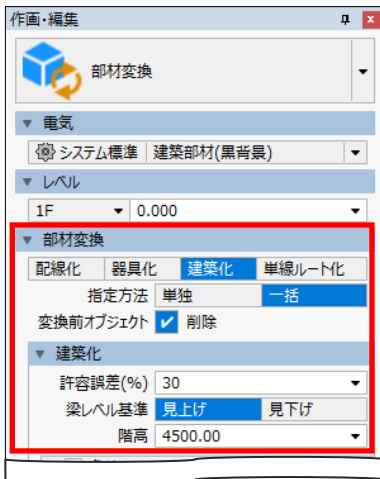 作画・編集
部材変換
電気
システム標準 建築部材(黒背景)
レベル
1F 0.000
部材変換
配線化 器具化 建築化 単線ルート化
指定方法 単独 一括
変換前オブジェクト 削除
建築化
許容誤差(%) 30
梁レベル基準 見上げ 見下げ
階高 4500.00